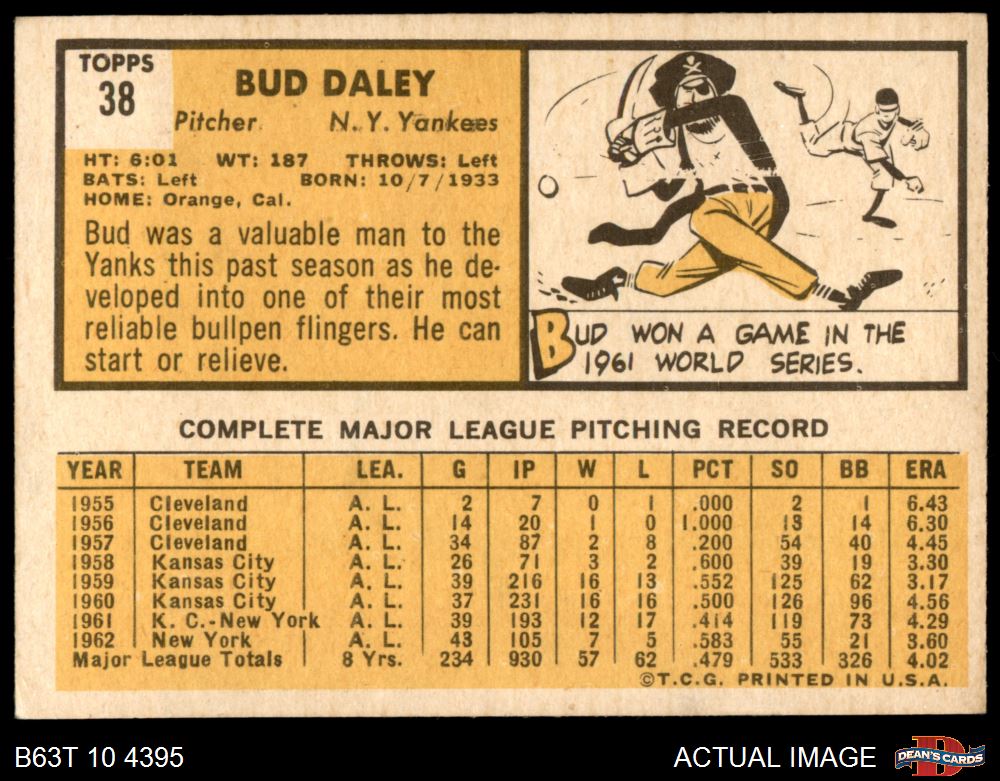 TOPPS
38
BUD DALEY
Pitcher N. Y. Yankees
HT: 6:01 WT: 187 THROWS: Left
BATS: Left BORN: 10/7/1933
HOME: Orange, Cal.
Bud was a valuable man to the
Yanks this past season as he de-
veloped into one of their most
reliable bullpen flingers. He can
start or relieve.
BUD WON A GAME IN THE
1961 WORLD SERIES.
COMPLETE MAJOR LEAGUE PITCHING RECORD
YEAR TEAM LEA. G IP W L PCT SO BB ERA
1955 Cleveland A. L. 2 7 0 1 .000 2 1 6.43
1956 Cleveland A. L. 14 20 1 0 1.000 13 14 6.30
1957 Cleveland A. L. 34 87 2 8 .200 54 40 4.45
1958 Kansas City A. L. 26 71 3 2 .600 39 19 3.30
1959 Kansas City A. L. 39 216 16 13 .552 125 62 3.17
1960 Kansas City A. L. 37 231 16 16 .500 126 96 4.56
1961 K. C.-New York A. L. 39 193 12 17 .414 119 73 4.29
1962 New York A. L. 43 105 7 5 .583 55 21 3.60
Major League Totals 8 Yrs. 234 930 57 62 .479 533 326 4.02
©T.C.G. PRINTED IN U.S.A.
B63T 10 4395 ACTUAL IMAGE
D
DEAN'S CARDS